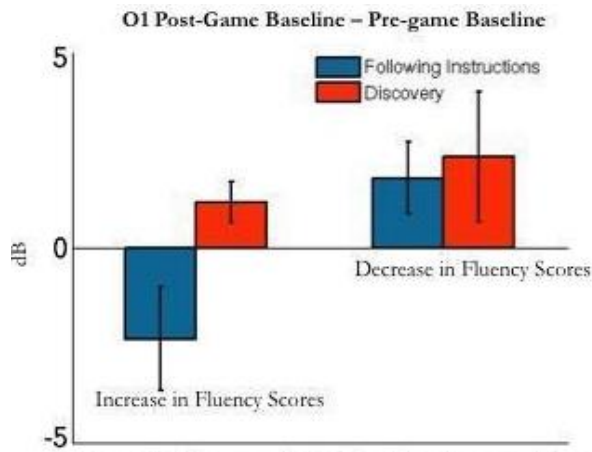 O1 Post-Game Baseline – Pre-game Baseline
5
Following Instructions
Discovery
0
dB
Decrease in Fluency Scores
Increase in Fluency Scores
-5